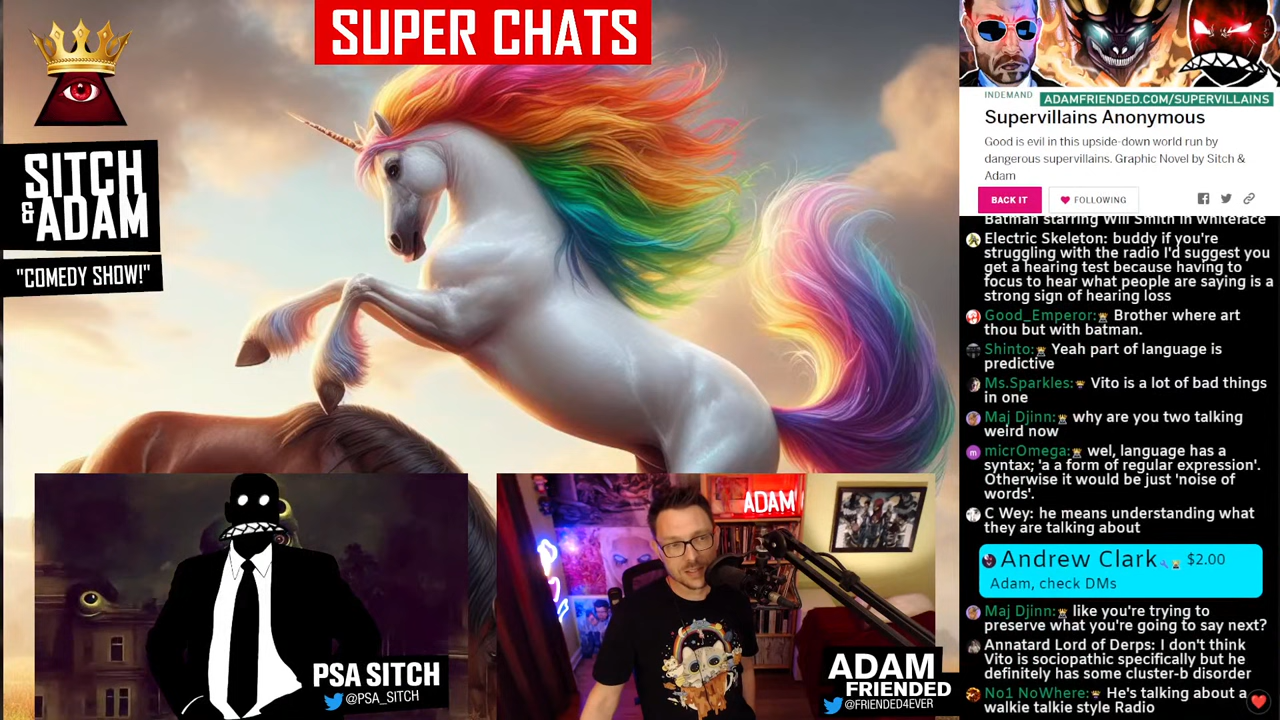 SUPER CHATS
SITCH
& ADAM
"COMEDY SHOW!"
INDEMAND
ADAMFRIENDED.COM/SUPERVILLAINS
Supervillains Anonymous
Good is evil in this upside-down world run by
dangerous supervillains. Graphic Novel by Sitch &
Adam
BACK IT
FOLLOWING
Batman starring Will Smith in whiteface
Electric Skeleton: buddy if you're
struggling with the radio I'd suggest you
get a hearing test because having to
focus to hear what people are saying is a
strong sign of hearing loss
Good_Emperor: Brother where art
thou but with batman.
Shinto: Yeah part of language is
predictive
Ms.Sparkles: Vito is a lot of bad things
in one
Maj Djinn: why are you two talking
weird now
micrOmega: wel, language has a
syntax; 'a a form of regular expression'.
Otherwise it would be just 'noise of
words'.
C Wey: he means understanding what
they are talking about
Andrew Clark $2.00
Adam, check DMs
Maj Djinn: like you're trying to
preserve what you're going to say next?
Annatard Lord of Derps: I don't think
Vito is sociopathic specifically but he
definitely has some cluster-b disorder
No1 NoWhere: He's talking about a
walkie talkie style Radio
PSA SITCH
@PSA_SITCH
ADAM
ADAM
FRIENDED
@FRIENDED4EVER